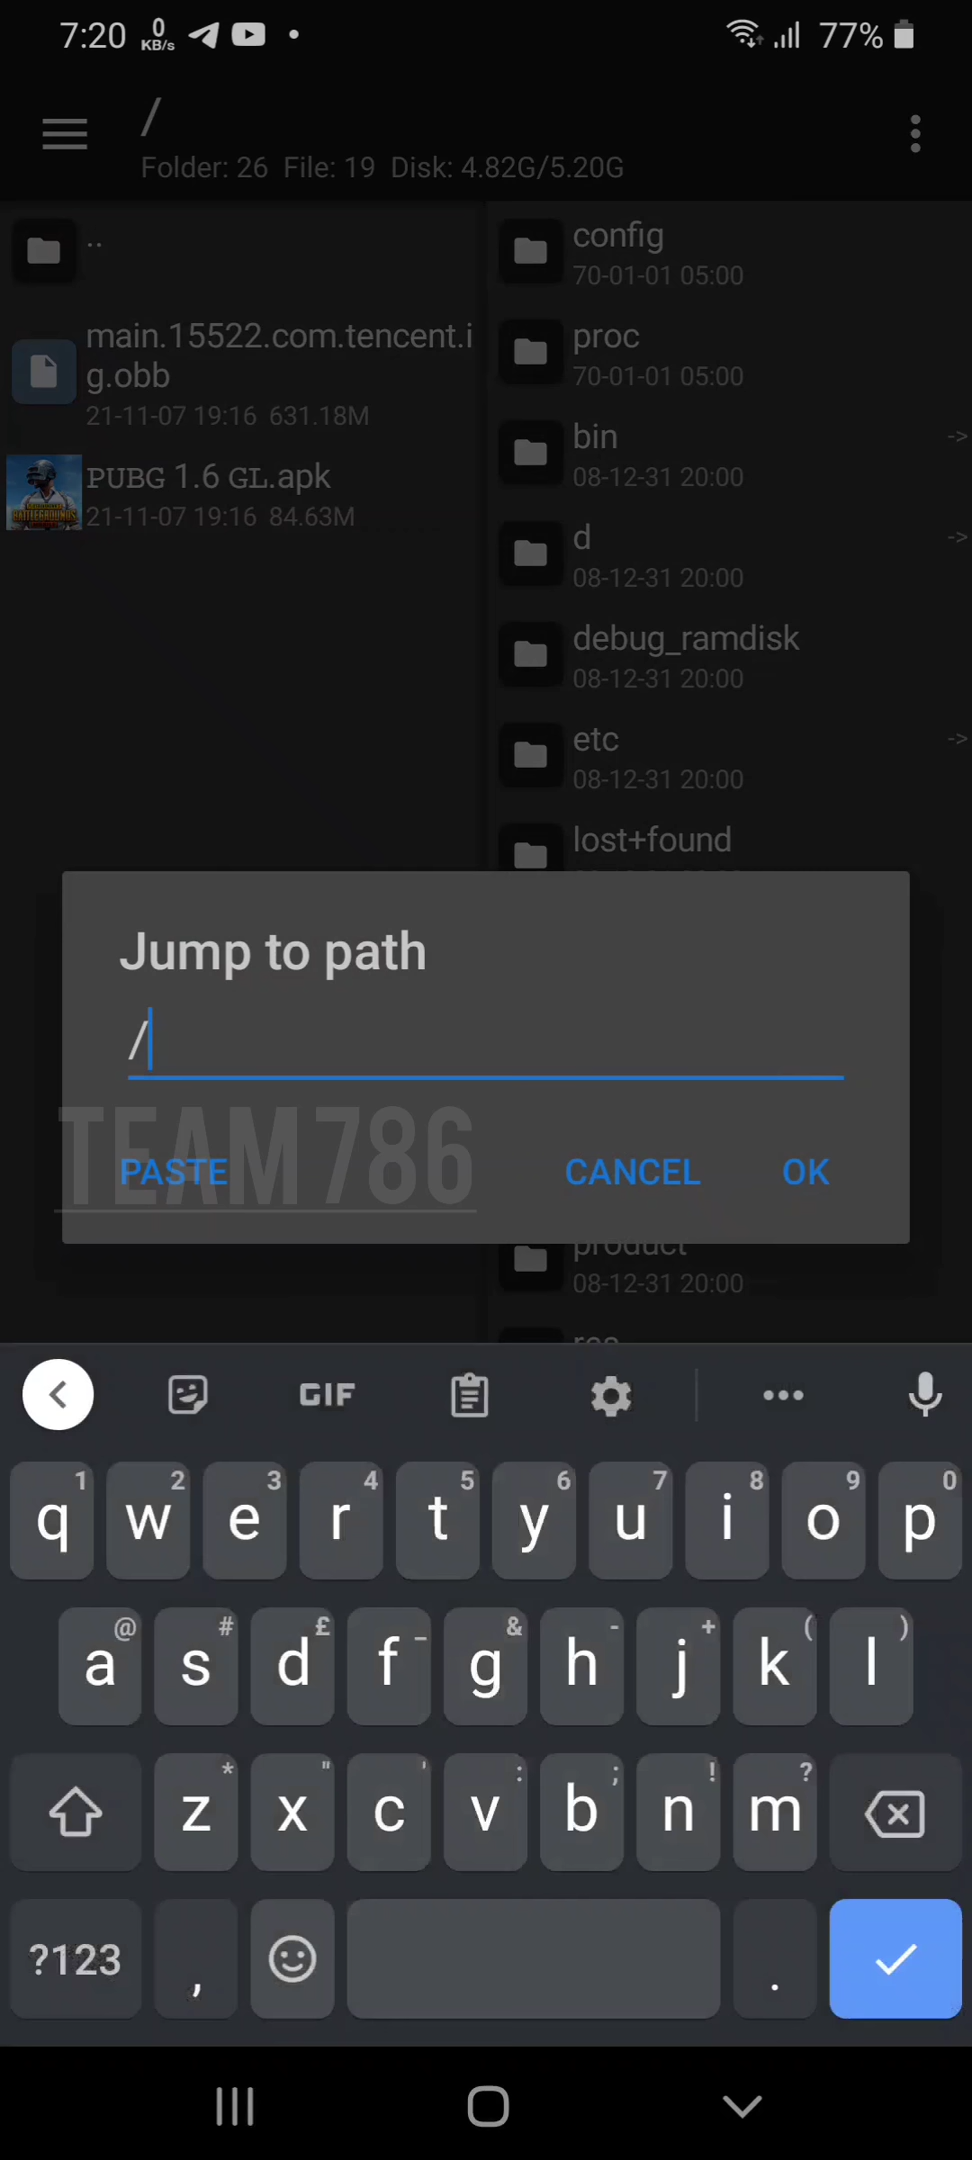 7:20 0 KB/s 77%
/
Folder: 26 File: 19 Disk: 4.82G/5.20G
..
main.15522.com.tencent.i
g.obb
21-11-07 19:16 631.18M
ᴘᴜʙɢ 1.6 ɢʟ.apk
21-11-07 19:16 84.63M
config
70-01-01 05:00
proc
70-01-01 05:00
bin ->
08-12-31 20:00
d ->
08-12-31 20:00
debug_ramdisk
08-12-31 20:00
etc ->
08-12-31 20:00
lost+found
Jump to path
/
TEAM 786
PASTE CANCEL OK
product
08-12-31 20:00
res
GIF
1 2 3 4 5 6 7 8 9 0
q w e r t y u i o p
@ # £ _ & - + ( )
a s d f g h j k l
* " ' : ; ! ?
z x c v b n m
?123 , .